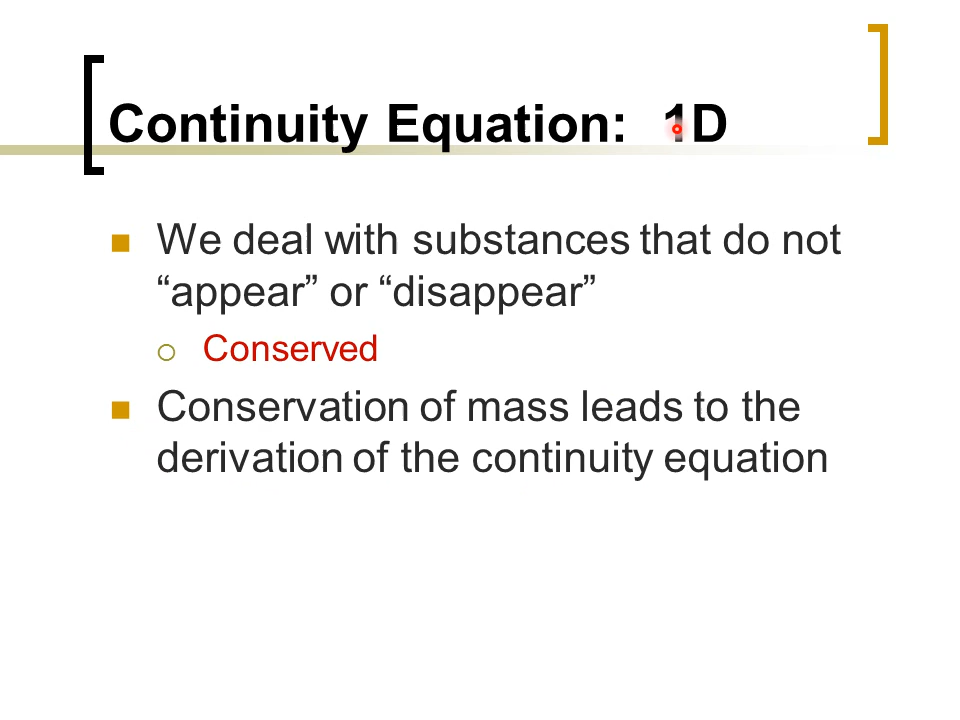 Continuity Equation: 1D
We deal with substances that do not
“appear” or “disappear”
Conserved
Conservation of mass leads to the
derivation of the continuity equation